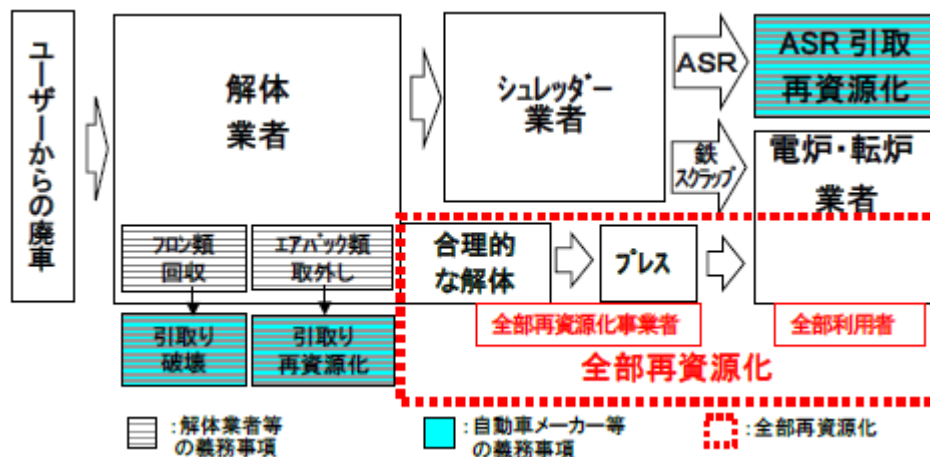 ユーザーからの廃車
解体
業者
シュレッダー
業者
ASR
ASR 引取
再資源化
鉄
スクラップ
電炉・転炉
業者
フロン類
回収
エアバック類
取外し
合理的
な解体
プレス
引取り
破壊
引取り
再資源化
全部再資源化事業者
全部利用者
全部再資源化
:解体業者等
の義務事項
:自動車メーカー等
の義務事項
:全部再資源化